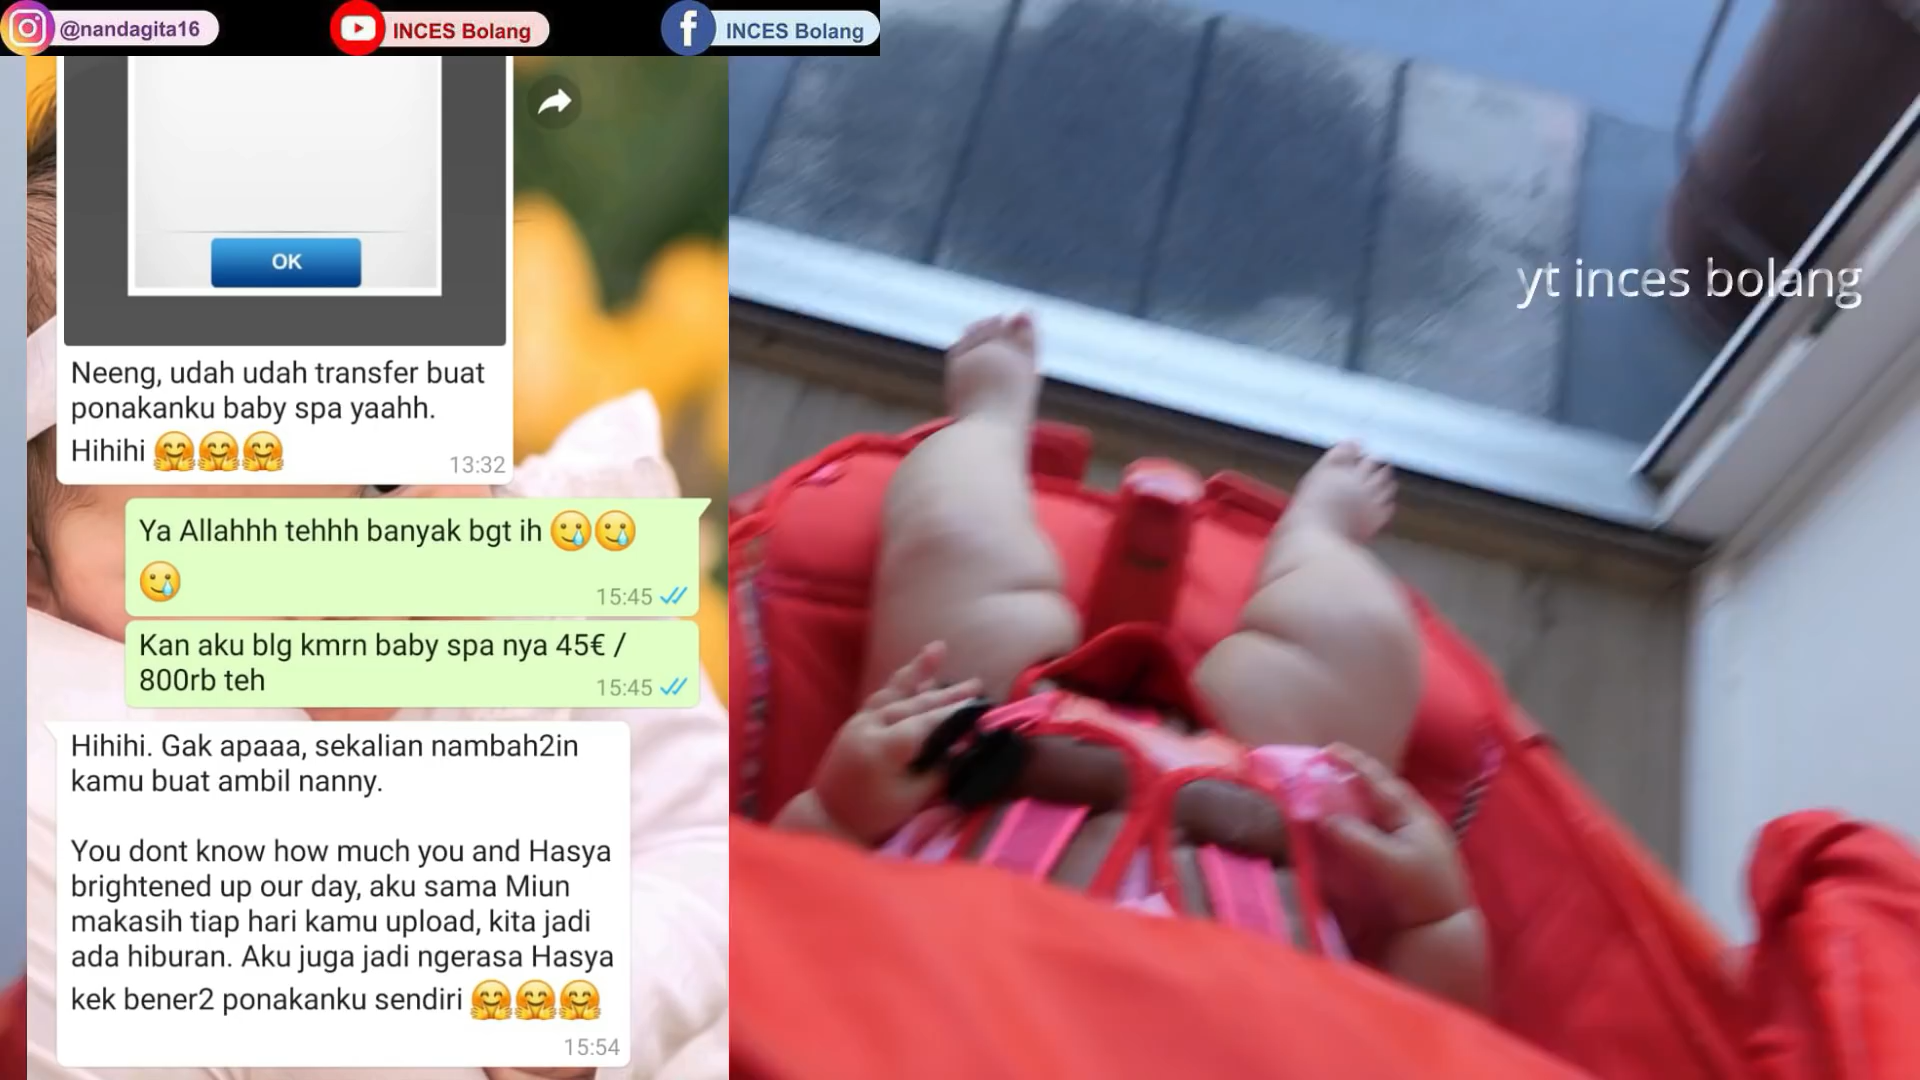 @nandagita16
INCES Bolang
INCES Bolang
OK
Neeng, udah udah transfer buat
ponakanku baby spa yaahh.
Hihihi 🤗🤗🤗
13:32
Ya Allahhh tehhh banyak bgt ih 🥲🥲
🥲
15:45
Kan aku blg kmrn baby spa nya 45€ /
800rb teh
15:45
Hihihi. Gak apaaa, sekalian nambah2in
kamu buat ambil nanny.
You dont know how much you and Hasya
brightened up our day, aku sama Miun
makasih tiap hari kamu upload, kita jadi
ada hiburan. Aku juga jadi ngerasa Hasya
kek bener2 ponakanku sendiri 🤗🤗🤗
15:54
yt inces bolang